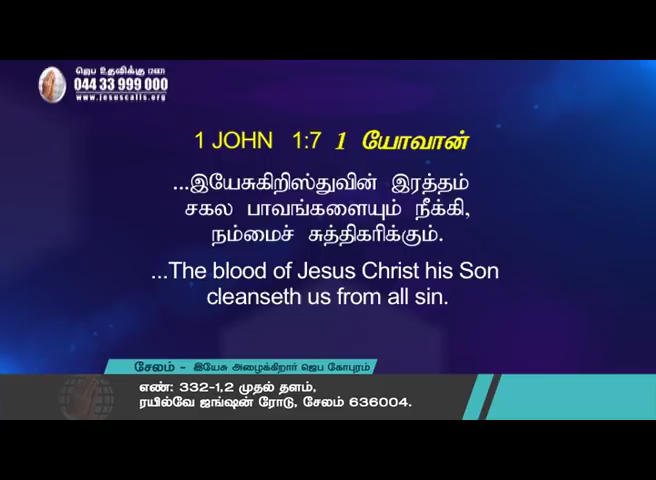 ஜெப உதவிக்கு (24x7)
044 33 999 000
www.jesuscalls.org
1 JOHN 1:7 1 யோவான்
...இயேசுகிறிஸ்துவின் இரத்தம்
சகல பாவங்களையும் நீக்கி,
நம்மைச் சுத்திகரிக்கும்.
...The blood of Jesus Christ his Son
cleanseth us from all sin.
சேலம் - இயேசு அழைக்கிறார் ஜெப கோபுரம்
எண்: 332-1,2 முதல் தளம்,
ரயில்வே ஜங்ஷன் ரோடு, சேலம் 636004.